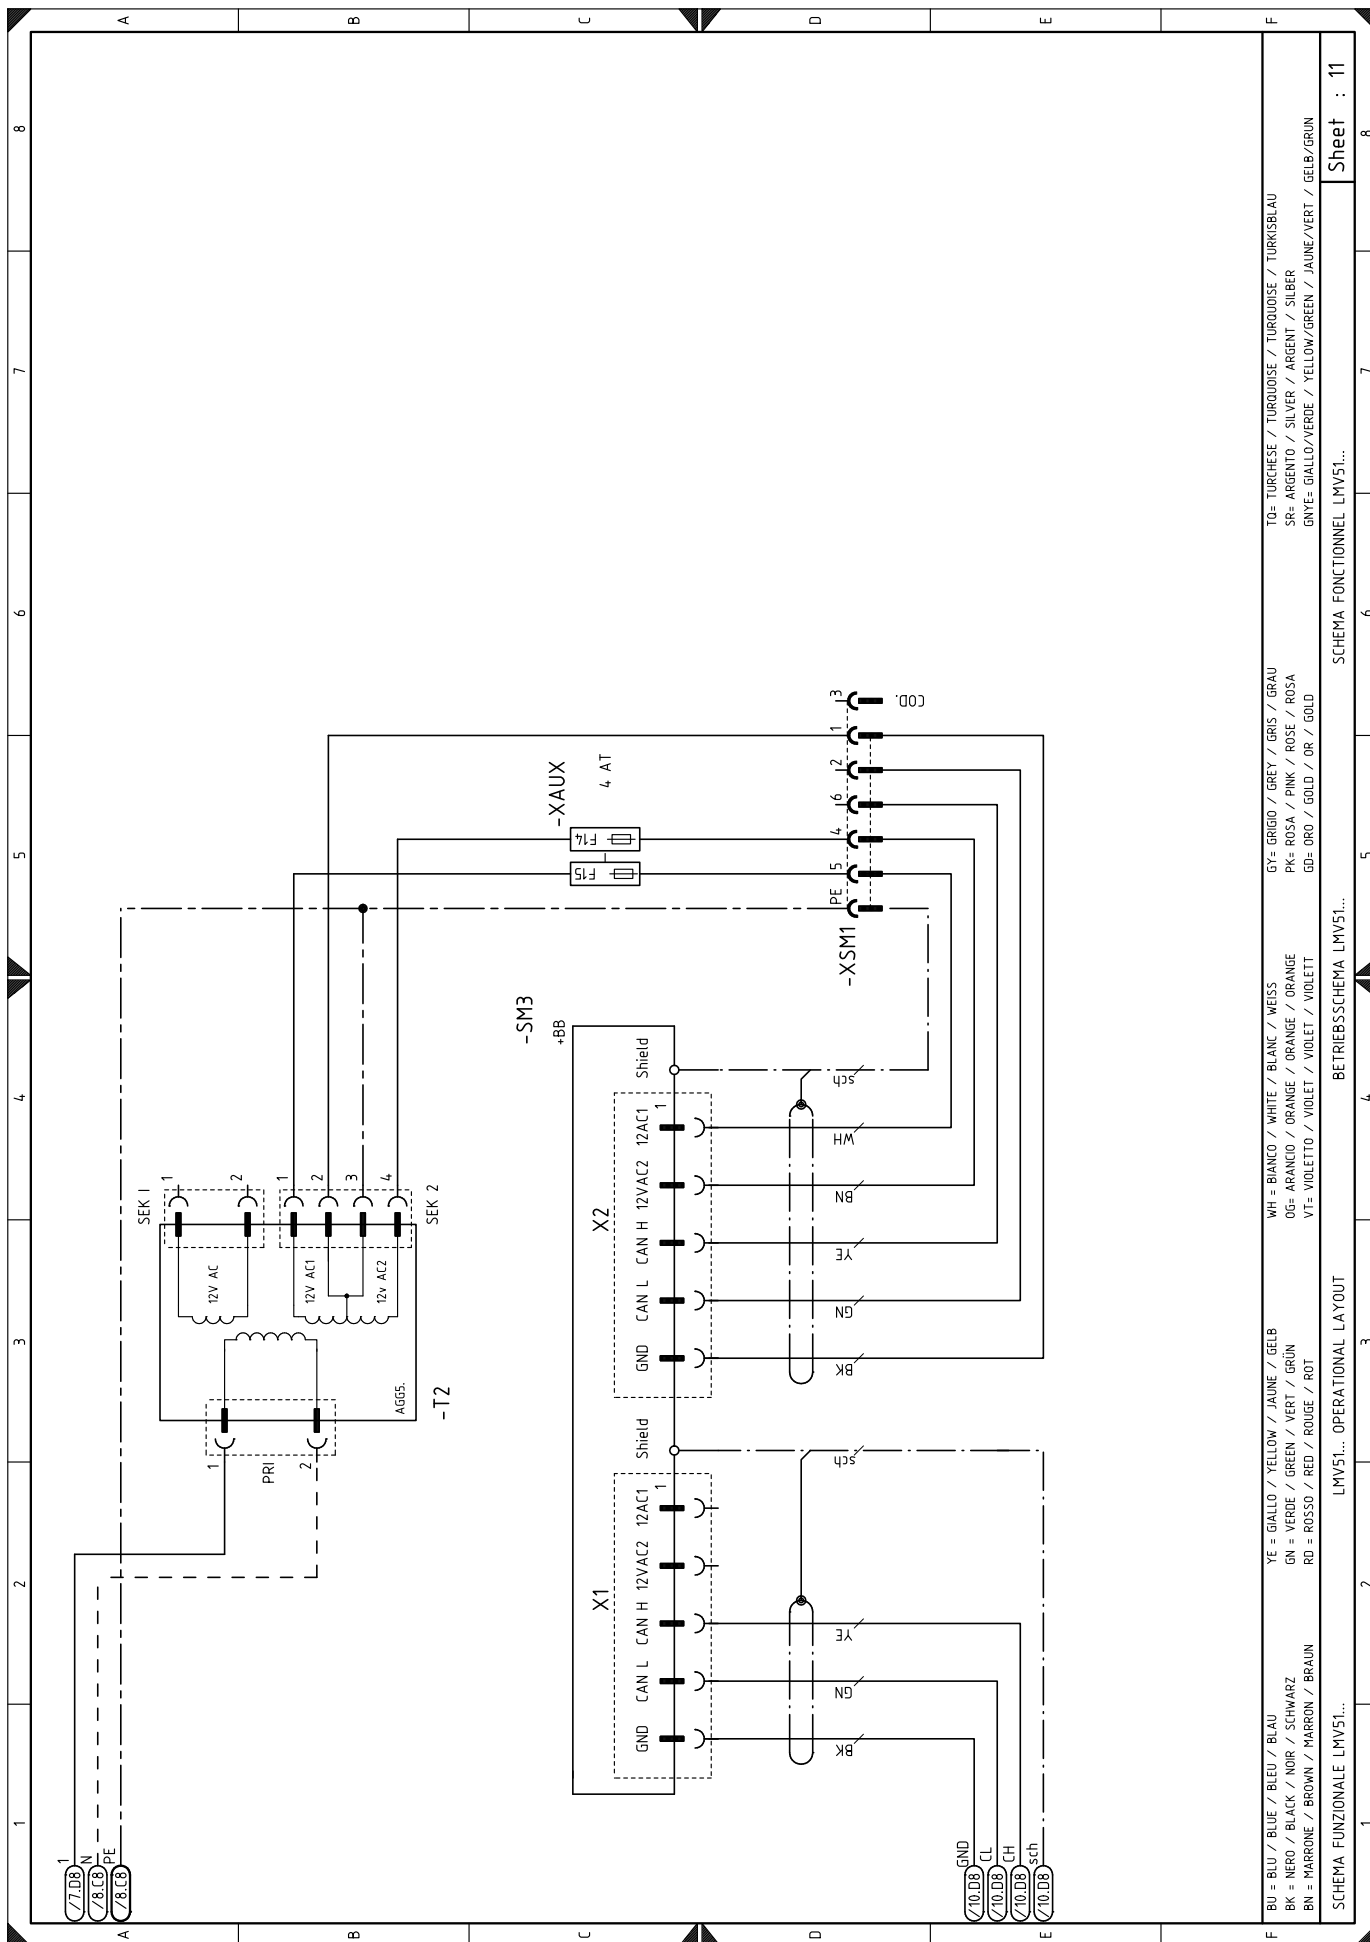 1 2 3 4 5 6 7 8
A
B
C
D
E
F
/7.D8 1
/8.C8 N
/8.C8 PE
1
2
PRI
SEK I
1
2
12V AC
12V AC1
12v AC2
1
2
3
4
SEK 2
AGG5.
-T2
-SM3
+BB
-XAUX
4 AT
F15
F14
X1
GND CAN L CAN H 12VAC2 12AC1
1
Shield
X2
GND CAN L CAN H 12VAC2 12AC1
1
Shield
BK GN YE sch
BK GN YE BN WH sch
-XSM1
PE 5 4 6 2 1 3
COD.
/10.D8 GND
/10.D8 CL
/10.D8 CH
/10.D8 sch
BU = BLU / BLUE / BLEU / BLAU
BK = NERO / BLACK / NOIR / SCHWARZ
BN = MARRONE / BROWN / MARRON / BRAUN
YE = GIALLO / YELLOW / JAUNE / GELB
GN = VERDE / GREEN / VERT / GRÜN
RD = ROSSO / RED / ROUGE / ROT
WH = BIANCO / WHITE / BLANC / WEISS
OG= ARANCIO / ORANGE / ORANGE / ORANGE
VT= VIOLETTO / VIOLET / VIOLET / VIOLETT
GY= GRIGIO / GREY / GRIS / GRAU
PK= ROSA / PINK / ROSE / ROSA
GD= ORO / GOLD / OR / GOLD
TQ= TURCHESE / TURQUOISE / TURQUOISE / TURKISBLAU
SR= ARGENTO / SILVER / ARGENT / SILBER
GNYE= GIALLO/VERDE / YELLOW/GREEN / JAUNE/VERT / GELB/GRUN
SCHEMA FUNZIONALE LMV51... LMV51... OPERATIONAL LAYOUT BETRIEBSSCHEMA LMV51... SCHEMA FONCTIONNEL LMV51... Sheet : 11
1 2 3 4 5 6 7 8
A
B
C
D
E
F